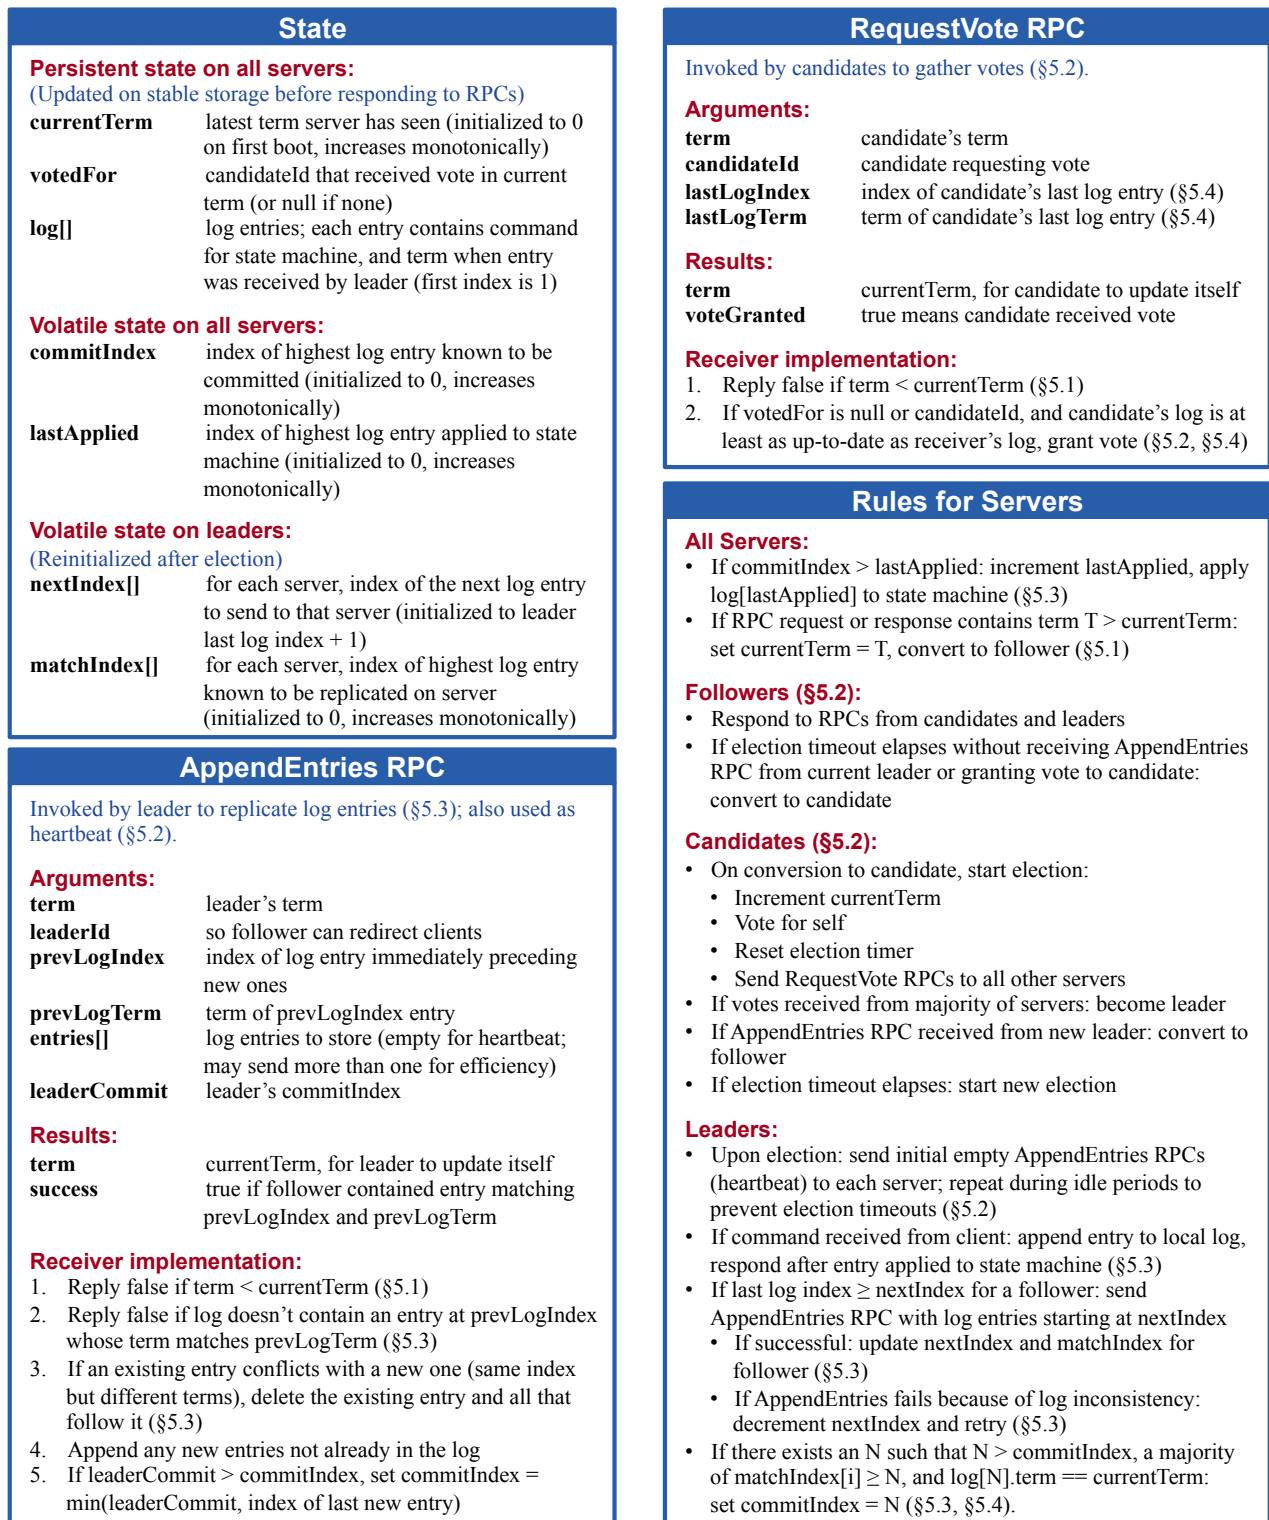 State
Persistent state on all servers:
(Updated on stable storage before responding to RPCs)
currentTerm latest term server has seen (initialized to 0
on first boot, increases monotonically)
votedFor candidateId that received vote in current
term (or null if none)
log[] log entries; each entry contains command
for state machine, and term when entry
was received by leader (first index is 1)
Volatile state on all servers:
commitIndex index of highest log entry known to be
committed (initialized to 0, increases
monotonically)
lastApplied index of highest log entry applied to state
machine (initialized to 0, increases
monotonically)
Volatile state on leaders:
(Reinitialized after election)
nextIndex[] for each server, index of the next log entry
to send to that server (initialized to leader
last log index + 1)
matchIndex[] for each server, index of highest log entry
known to be replicated on server
(initialized to 0, increases monotonically)
AppendEntries RPC
Invoked by leader to replicate log entries (§5.3); also used as
heartbeat (§5.2).
Arguments:
term leader's term
leaderId so follower can redirect clients
prevLogIndex index of log entry immediately preceding
new ones
prevLogTerm term of prevLogIndex entry
entries[] log entries to store (empty for heartbeat;
may send more than one for efficiency)
leaderCommit leader's commitIndex
Results:
term currentTerm, for leader to update itself
success true if follower contained entry matching
prevLogIndex and prevLogTerm
Receiver implementation:
1. Reply false if term < currentTerm (§5.1)
2. Reply false if log doesn't contain an entry at prevLogIndex
whose term matches prevLogTerm (§5.3)
3. If an existing entry conflicts with a new one (same index
but different terms), delete the existing entry and all that
follow it (§5.3)
4. Append any new entries not already in the log
5. If leaderCommit > commitIndex, set commitIndex =
min(leaderCommit, index of last new entry)
RequestVote RPC
Invoked by candidates to gather votes (§5.2).
Arguments:
term candidate's term
candidateId candidate requesting vote
lastLogIndex index of candidate's last log entry (§5.4)
lastLogTerm term of candidate's last log entry (§5.4)
Results:
term currentTerm, for candidate to update itself
voteGranted true means candidate received vote
Receiver implementation:
1. Reply false if term < currentTerm (§5.1)
2. If votedFor is null or candidateId, and candidate's log is at
least as up-to-date as receiver's log, grant vote (§5.2, §5.4)
Rules for Servers
All Servers:
• If commitIndex > lastApplied: increment lastApplied, apply
log[lastApplied] to state machine (§5.3)
• If RPC request or response contains term T > currentTerm:
set currentTerm = T, convert to follower (§5.1)
Followers (§5.2):
• Respond to RPCs from candidates and leaders
• If election timeout elapses without receiving AppendEntries
RPC from current leader or granting vote to candidate:
convert to candidate
Candidates (§5.2):
• On conversion to candidate, start election:
• Increment currentTerm
• Vote for self
• Reset election timer
• Send RequestVote RPCs to all other servers
• If votes received from majority of servers: become leader
• If AppendEntries RPC received from new leader: convert to
follower
• If election timeout elapses: start new election
Leaders:
• Upon election: send initial empty AppendEntries RPCs
(heartbeat) to each server; repeat during idle periods to
prevent election timeouts (§5.2)
• If command received from client: append entry to local log,
respond after entry applied to state machine (§5.3)
• If last log index ≥ nextIndex for a follower: send
AppendEntries RPC with log entries starting at nextIndex
• If successful: update nextIndex and matchIndex for
follower (§5.3)
• If AppendEntries fails because of log inconsistency:
decrement nextIndex and retry (§5.3)
• If there exists an N such that N > commitIndex, a majority
of matchIndex[i] ≥ N, and log[N].term == currentTerm:
set commitIndex = N (§5.3, §5.4).